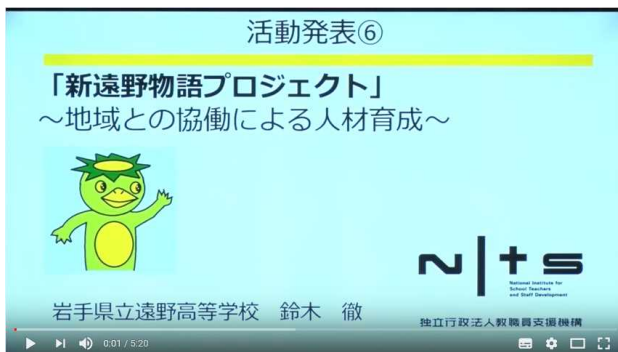 活動発表⑥
「新遠野物語プロジェクト」
～地域との協働による人材育成～
N|ts
National Institute for
School Teachers
and Staff Development
岩手県立遠野高等学校　鈴木　徹
独立行政法人教職員支援機構
0:01 / 5:20